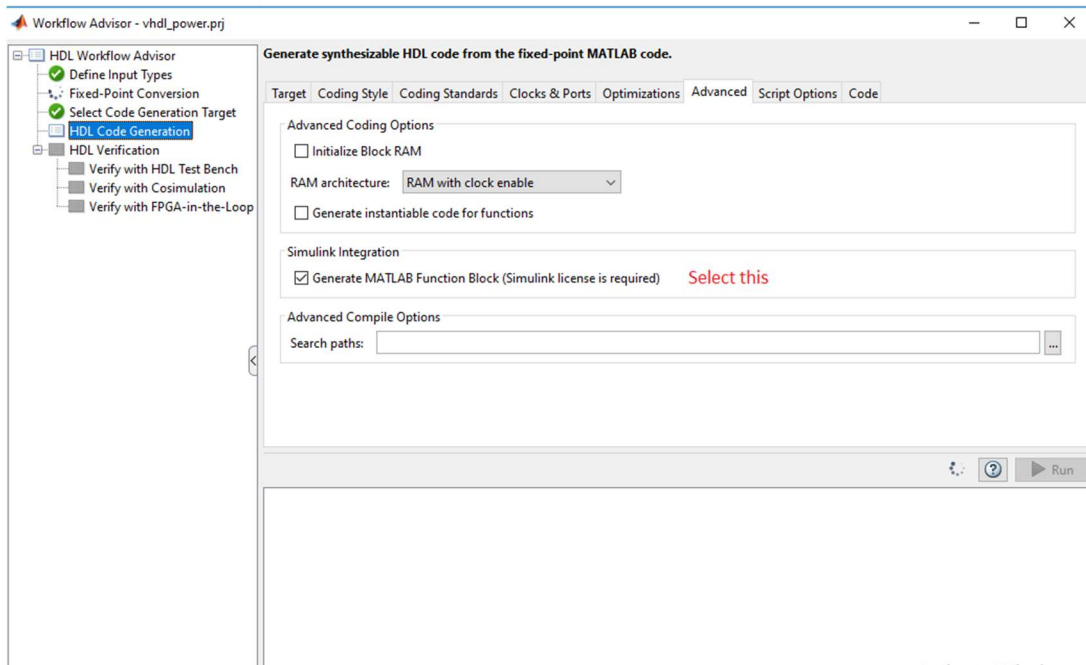 Workflow Advisor - vhdl_power.prj
HDL Workflow Advisor
Define Input Types
Fixed-Point Conversion
Select Code Generation Target
HDL Code Generation
HDL Verification
Verify with HDL Test Bench
Verify with Cosimulation
Verify with FPGA-in-the-Loop
Generate synthesizable HDL code from the fixed-point MATLAB code.
Target Coding Style Coding Standards Clocks & Ports Optimizations Advanced Script Options Code
Advanced Coding Options
Initialize Block RAM
RAM architecture: RAM with clock enable
Generate instantiable code for functions
Simulink Integration
Generate MATLAB Function Block (Simulink license is required) Select this
Advanced Compile Options
Search paths: ...
Run